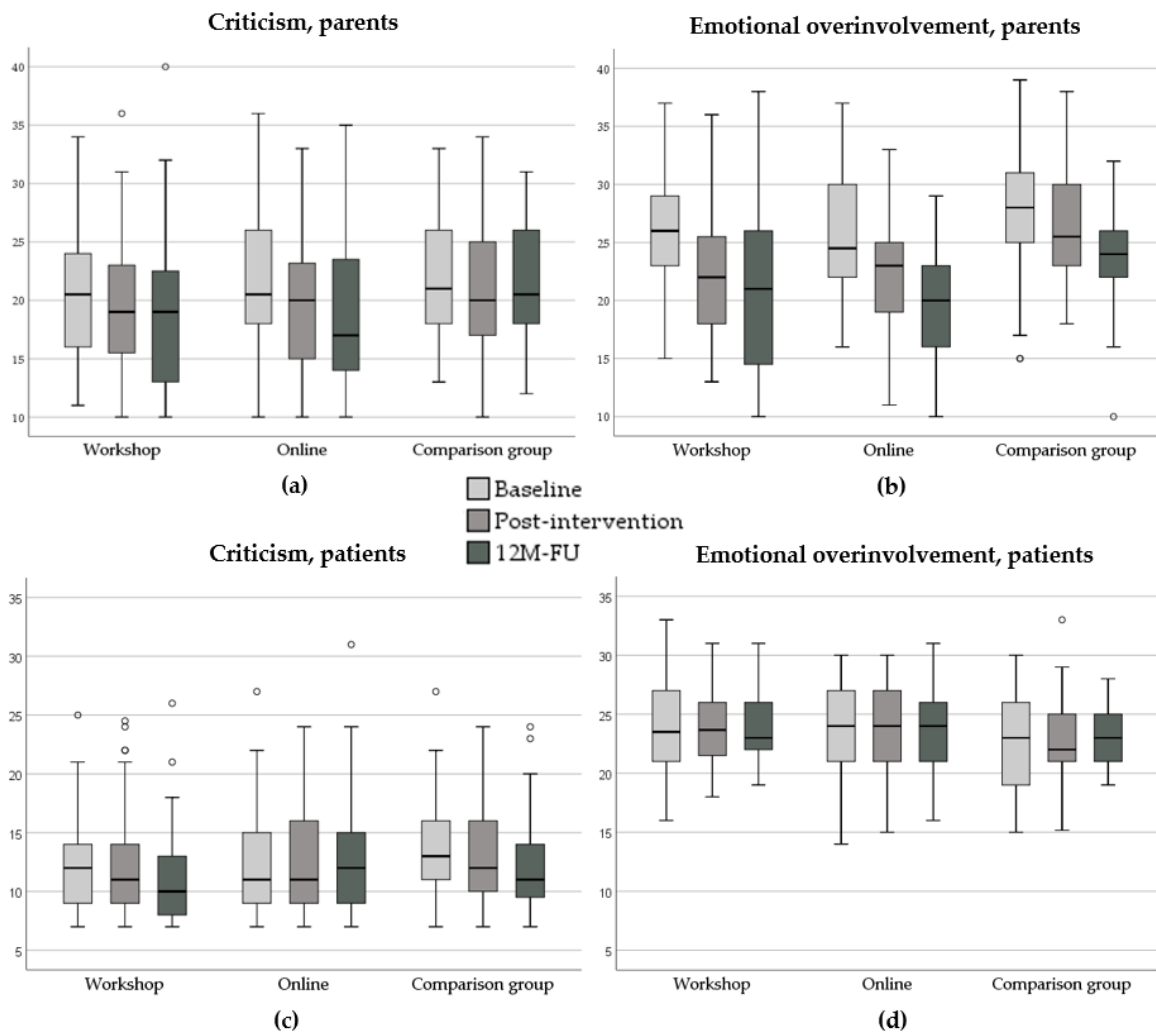 Criticism, parents
40
35
30
25
20
15
10
Workshop Online Comparison group
(a)
Emotional overinvolvement, parents
40
35
30
25
20
15
10
Workshop Online Comparison group
(b)
Baseline
Post-intervention
12M-FU
Criticism, patients
35
30
25
20
15
10
5
Workshop Online Comparison group
(c)
Emotional overinvolvement, patients
35
30
25
20
15
10
5
Workshop Online Comparison group
(d)